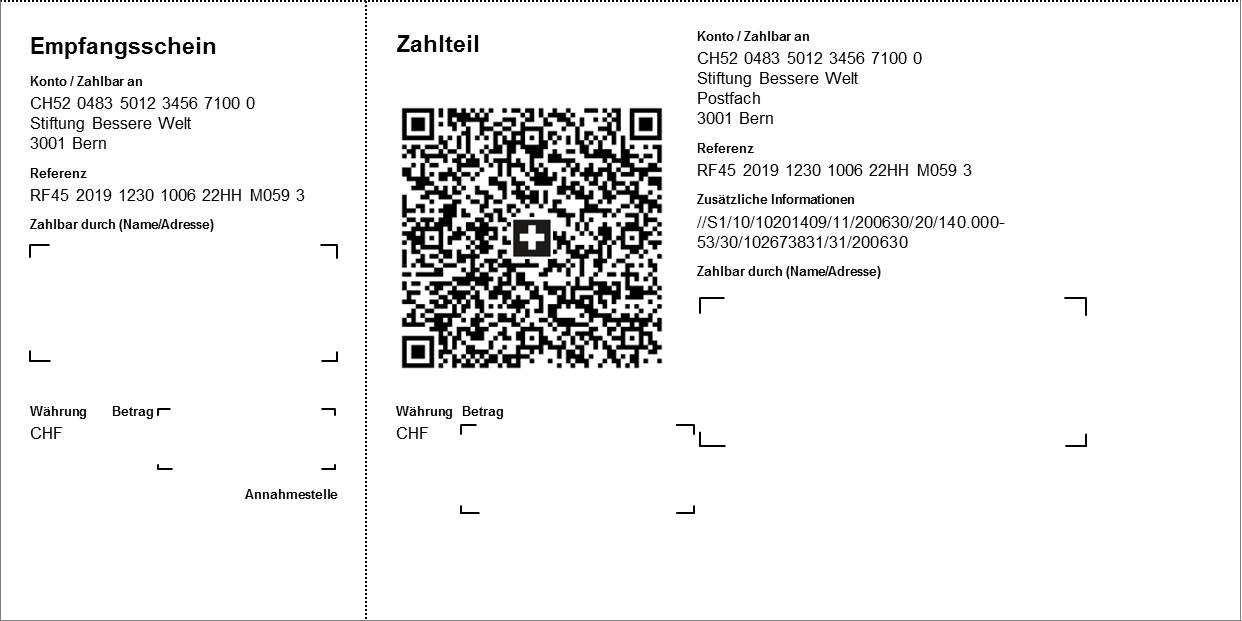 Empfangsschein
Konto / Zahlbar an
CH52 0483 5012 3456 7100 0
Stiftung Bessere Welt
3001 Bern
Referenz
RF45 2019 1230 1006 22HH M059 3
Zahlbar durch (Name/Adresse)
Währung Betrag
CHF
Annahmestelle
Zahlteil
Währung Betrag
CHF
Konto / Zahlbar an
CH52 0483 5012 3456 7100 0
Stiftung Bessere Welt
Postfach
3001 Bern
Referenz
RF45 2019 1230 1006 22HH M059 3
Zusätzliche Informationen
//S1/10/10201409/11/200630/20/140.000-
53/30/102673831/31/200630
Zahlbar durch (Name/Adresse)